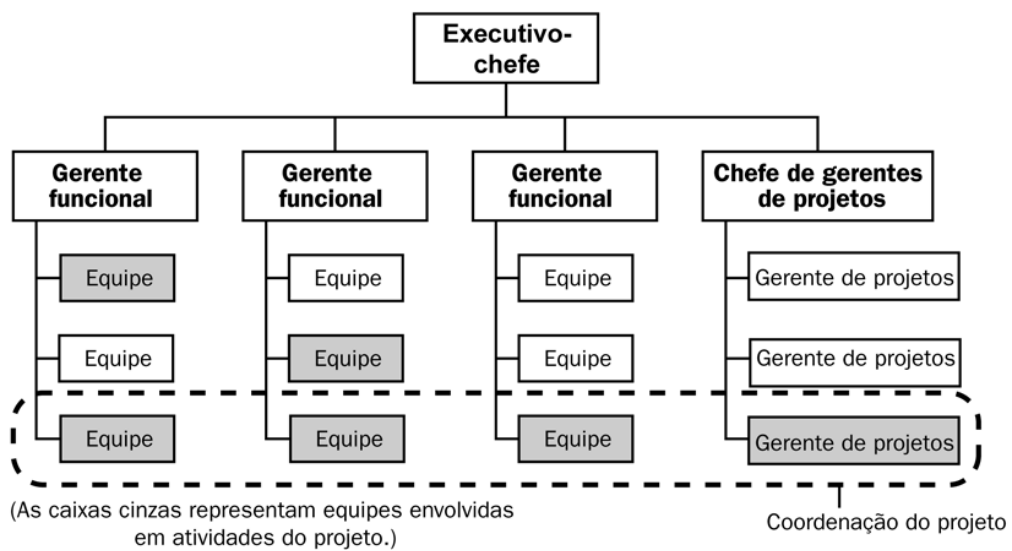 Executivo-
chefe
Gerente
funcional
Gerente
funcional
Gerente
funcional
Chefe de gerentes
de projetos
Equipe
Equipe
Equipe
Gerente de projetos
Equipe
Equipe
Equipe
Gerente de projetos
Equipe
Equipe
Equipe
Gerente de projetos
(As caixas cinzas representam equipes envolvidas
em atividades do projeto.)
Coordenação do projeto